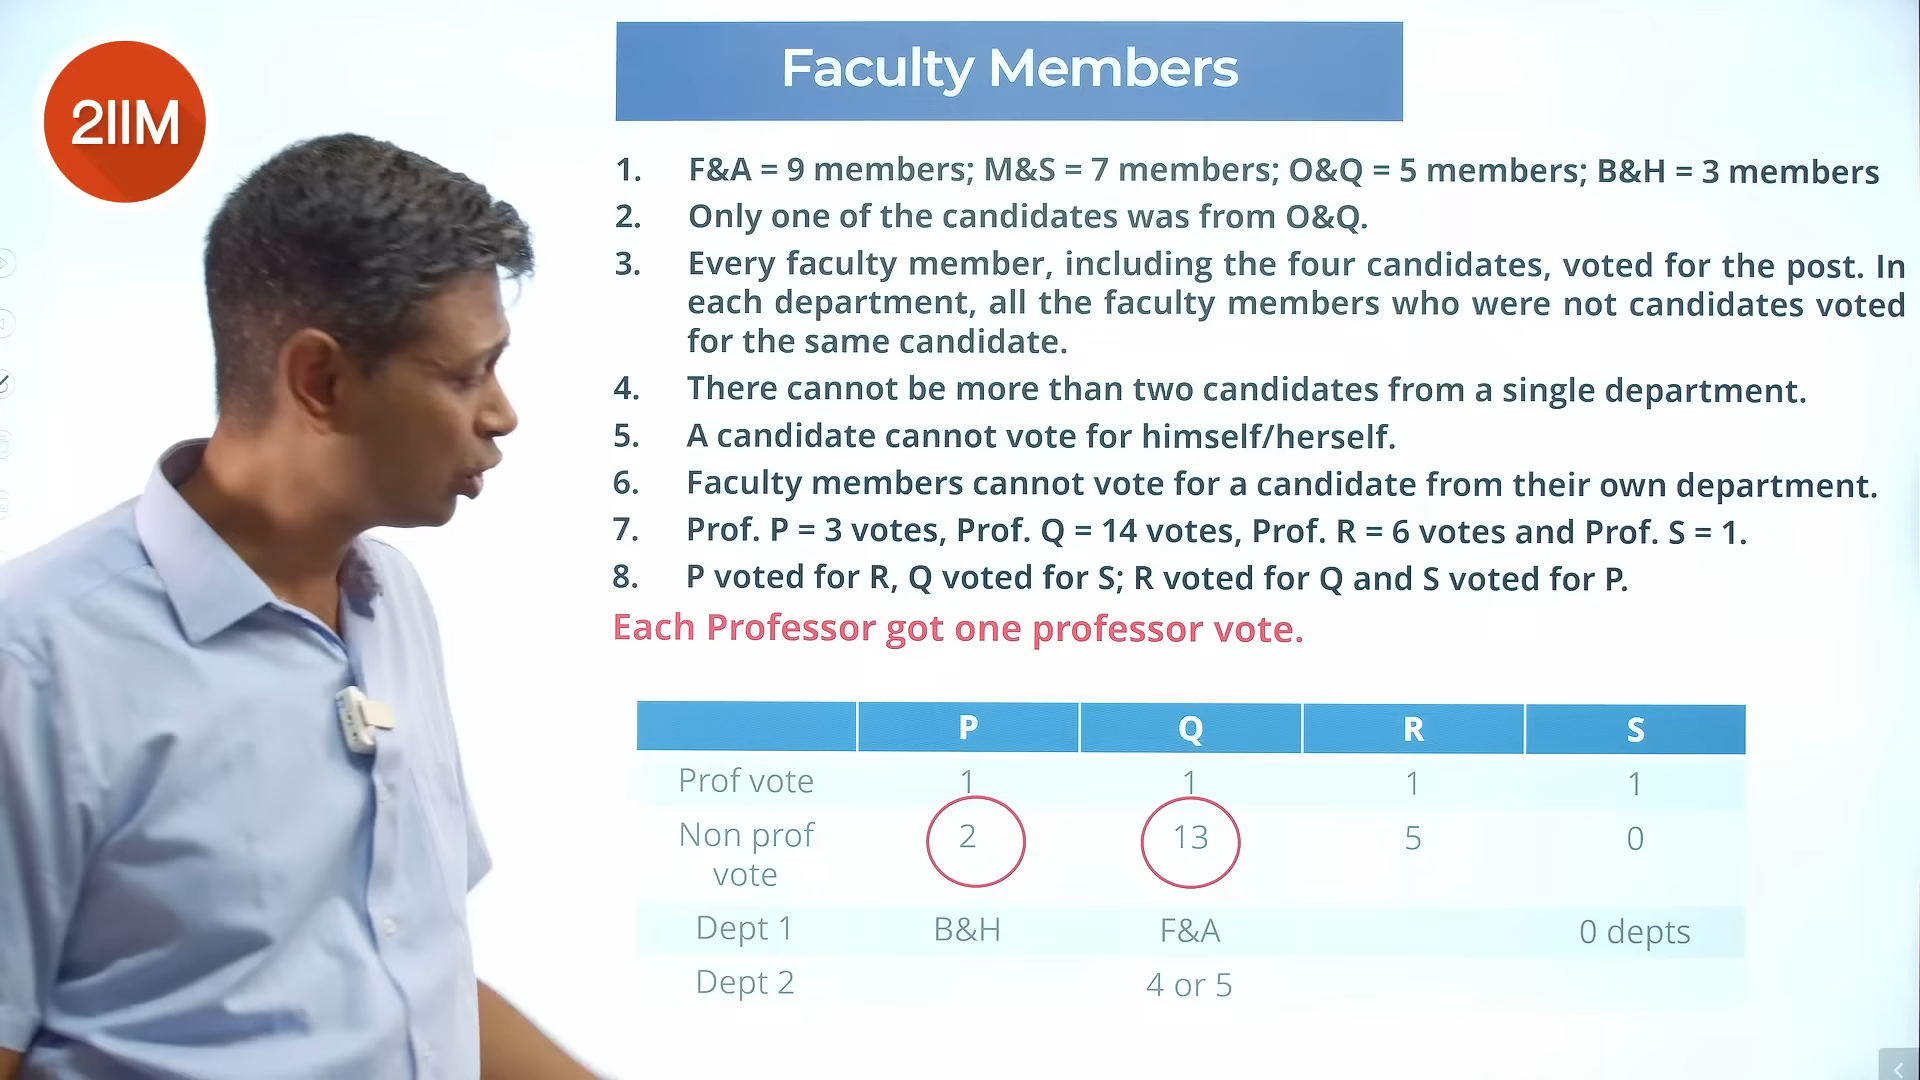 2IIM
Faculty Members
1. F&A = 9 members; M&S = 7 members; O&Q = 5 members; B&H = 3 members
2. Only one of the candidates was from O&Q.
3. Every faculty member, including the four candidates, voted for the post. In
each department, all the faculty members who were not candidates voted
for the same candidate.
4. There cannot be more than two candidates from a single department.
5. A candidate cannot vote for himself/herself.
6. Faculty members cannot vote for a candidate from their own department.
7. Prof. P = 3 votes, Prof. Q = 14 votes, Prof. R = 6 votes and Prof. S = 1.
8. P voted for R, Q voted for S; R voted for Q and S voted for P.
Each Professor got one professor vote.
P Q R S
Prof vote 1 1 1 1
Non prof vote 2 13 5 0
Dept 1 B&H F&A 0 depts
Dept 2 4 or 5